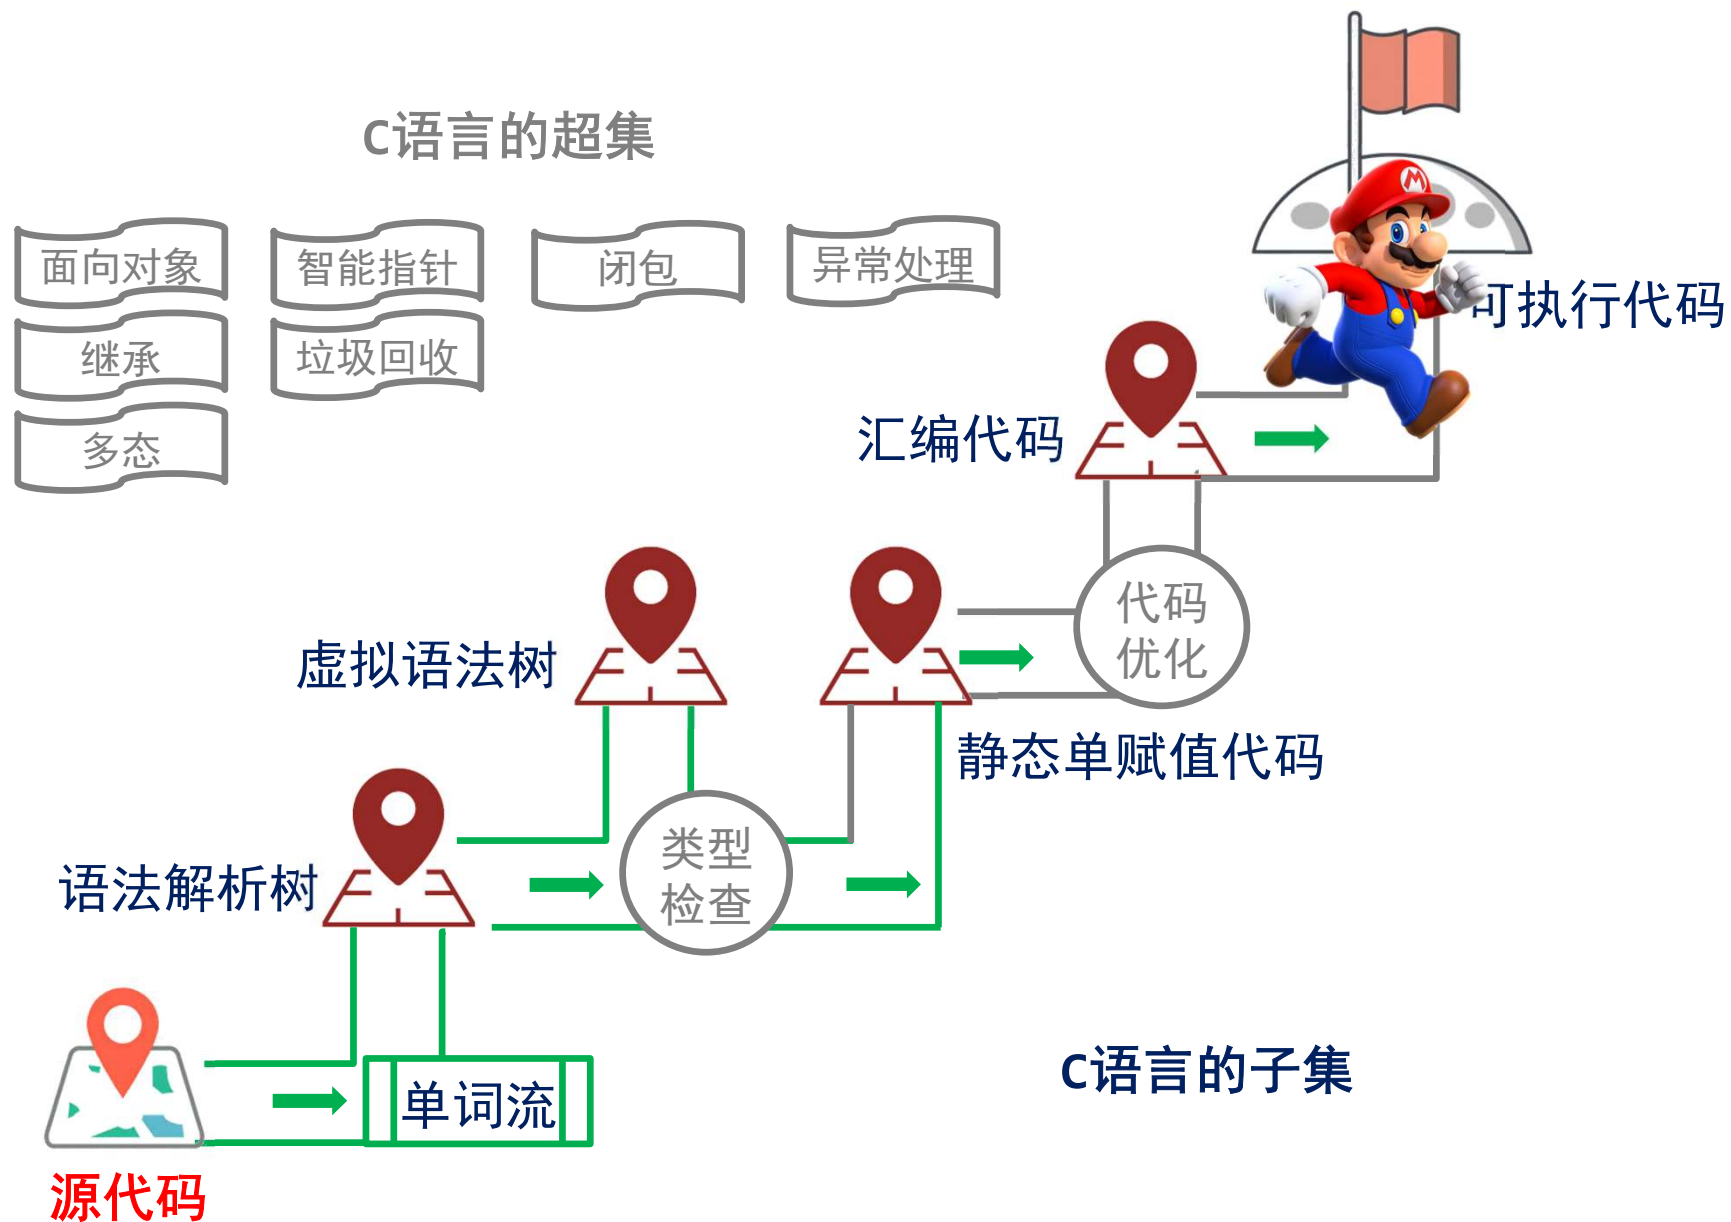 C语言的超集
面向对象
智能指针
闭包
异常处理
继承
垃圾回收
多态
M
可执行代码
汇编代码
代码
优化
虚拟语法树
静态单赋值代码
类型
检查
语法解析树
C语言的子集
单词流
源代码